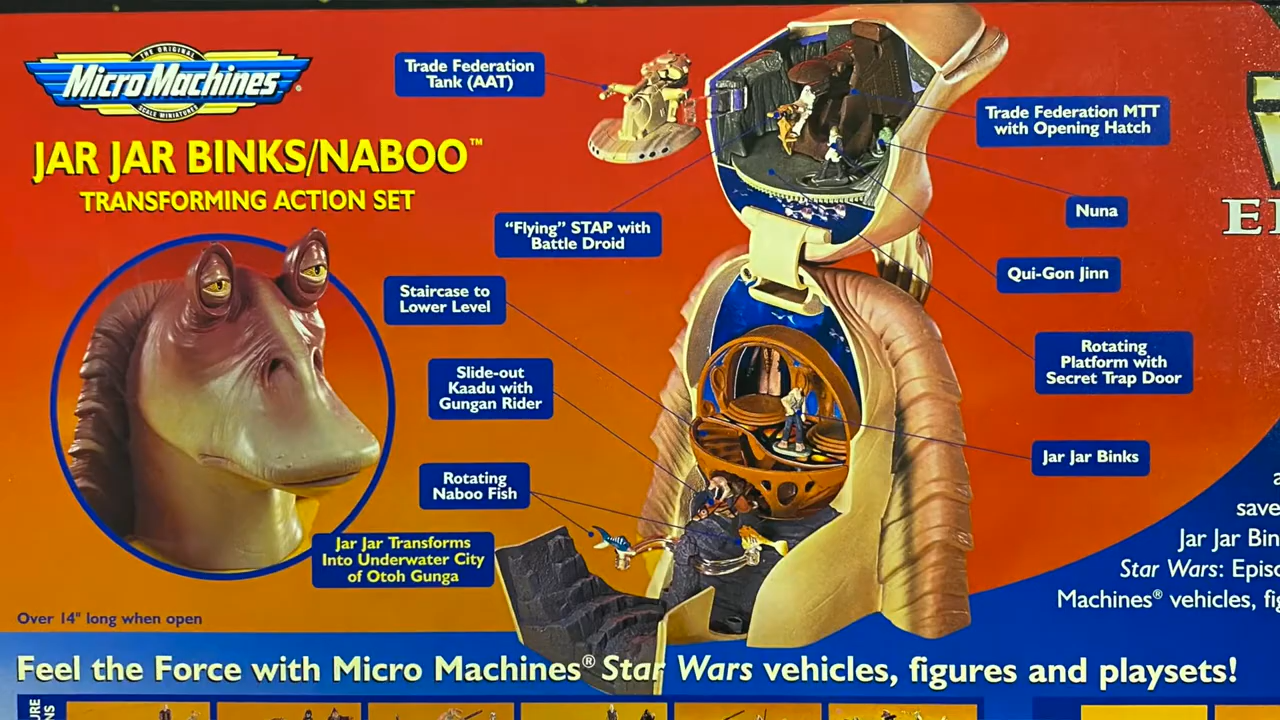 THE ORIGINAL
Micro Machines®
SCALE MINIATURES
JAR JAR BINKS/NABOO™
TRANSFORMING ACTION SET
Trade Federation
Tank (AAT)
Trade Federation MTT
with Opening Hatch
"Flying" STAP with
Battle Droid
Nuna
Qui-Gon Jinn
Staircase to
Lower Level
Rotating
Platform with
Secret Trap Door
Slide-out
Kaadu with
Gungan Rider
Jar Jar Binks
Rotating
Naboo Fish
Jar Jar Transforms
Into Underwater City
of Otoh Gunga
Over 14" long when open
save
Jar Jar Bin
Star Wars: Episo
Machines® vehicles, fig
Feel the Force with Micro Machines® Star Wars vehicles, figures and playsets!